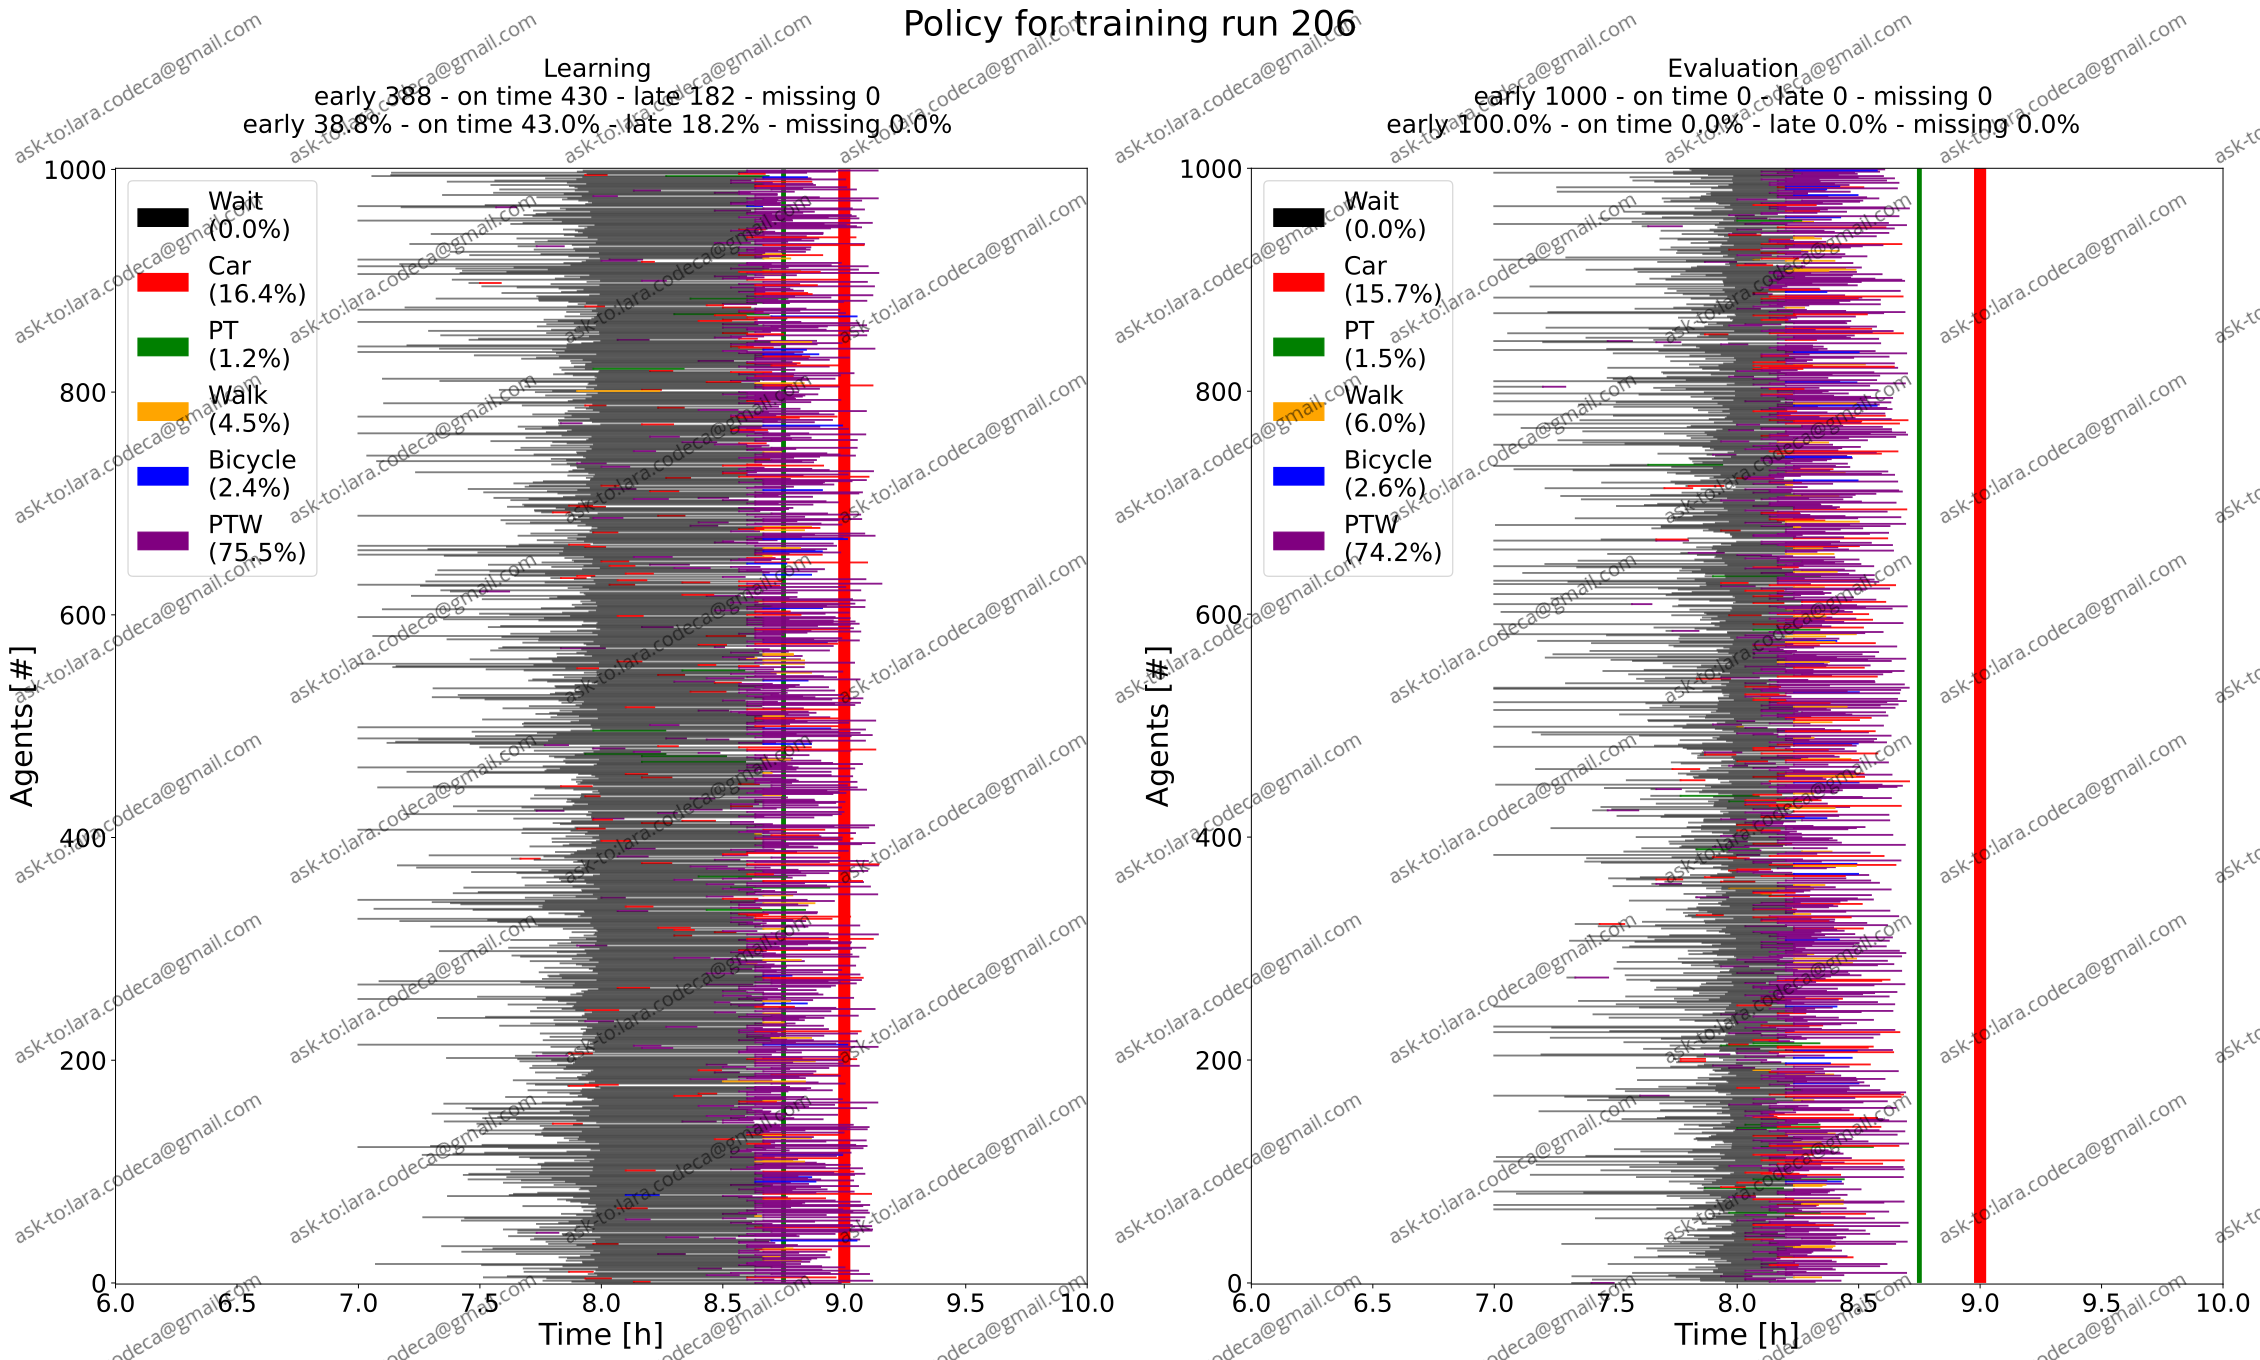 Policy for training run 206
Learning
early 388 - on time 430 - late 182 - missing 0
early 38.8% - on time 43.0% - late 18.2% - missing 0.0%
Agents [#]
1000
800
600
400
200
0
Wait
(0.0%)
Car
(16.4%)
PT
(1.2%)
Walk
(4.5%)
Bicycle
(2.4%)
PTW
(75.5%)
6.0 6.5 7.0 7.5 8.0 8.5 9.0 9.5 10.0
Time [h]
Evaluation
early 1000 - on time 0 - late 0 - missing 0
early 100.0% - on time 0.0% - late 0.0% - missing 0.0%
Agents [#]
1000
800
600
400
200
0
Wait
(0.0%)
Car
(15.7%)
PT
(1.5%)
Walk
(6.0%)
Bicycle
(2.6%)
PTW
(74.2%)
6.0 6.5 7.0 7.5 8.0 8.5 9.0 9.5 10.0
Time [h]
ask-to:lara.codeca@gmail.com